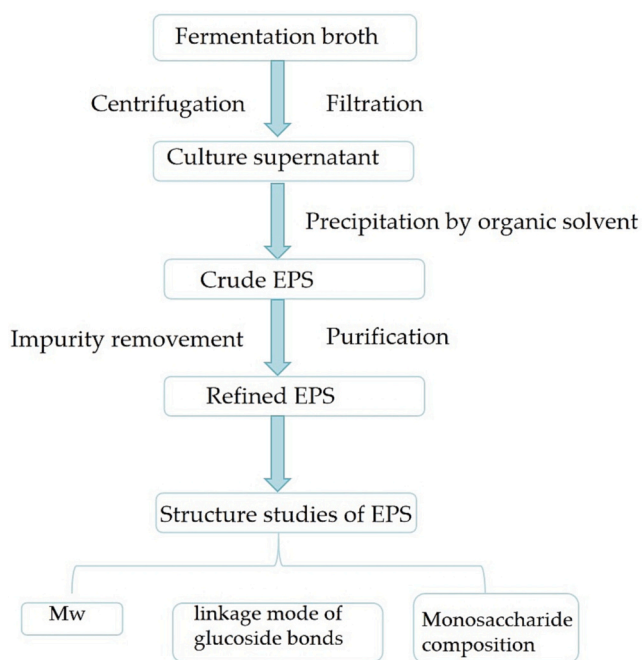 Fermentation broth
Centrifugation
Filtration
Culture supernatant
Precipitation by organic solvent
Crude EPS
Impurity removement
Purification
Refined EPS
Structure studies of EPS
Mw
linkage mode of
glucoside bonds
Monosaccharide
composition